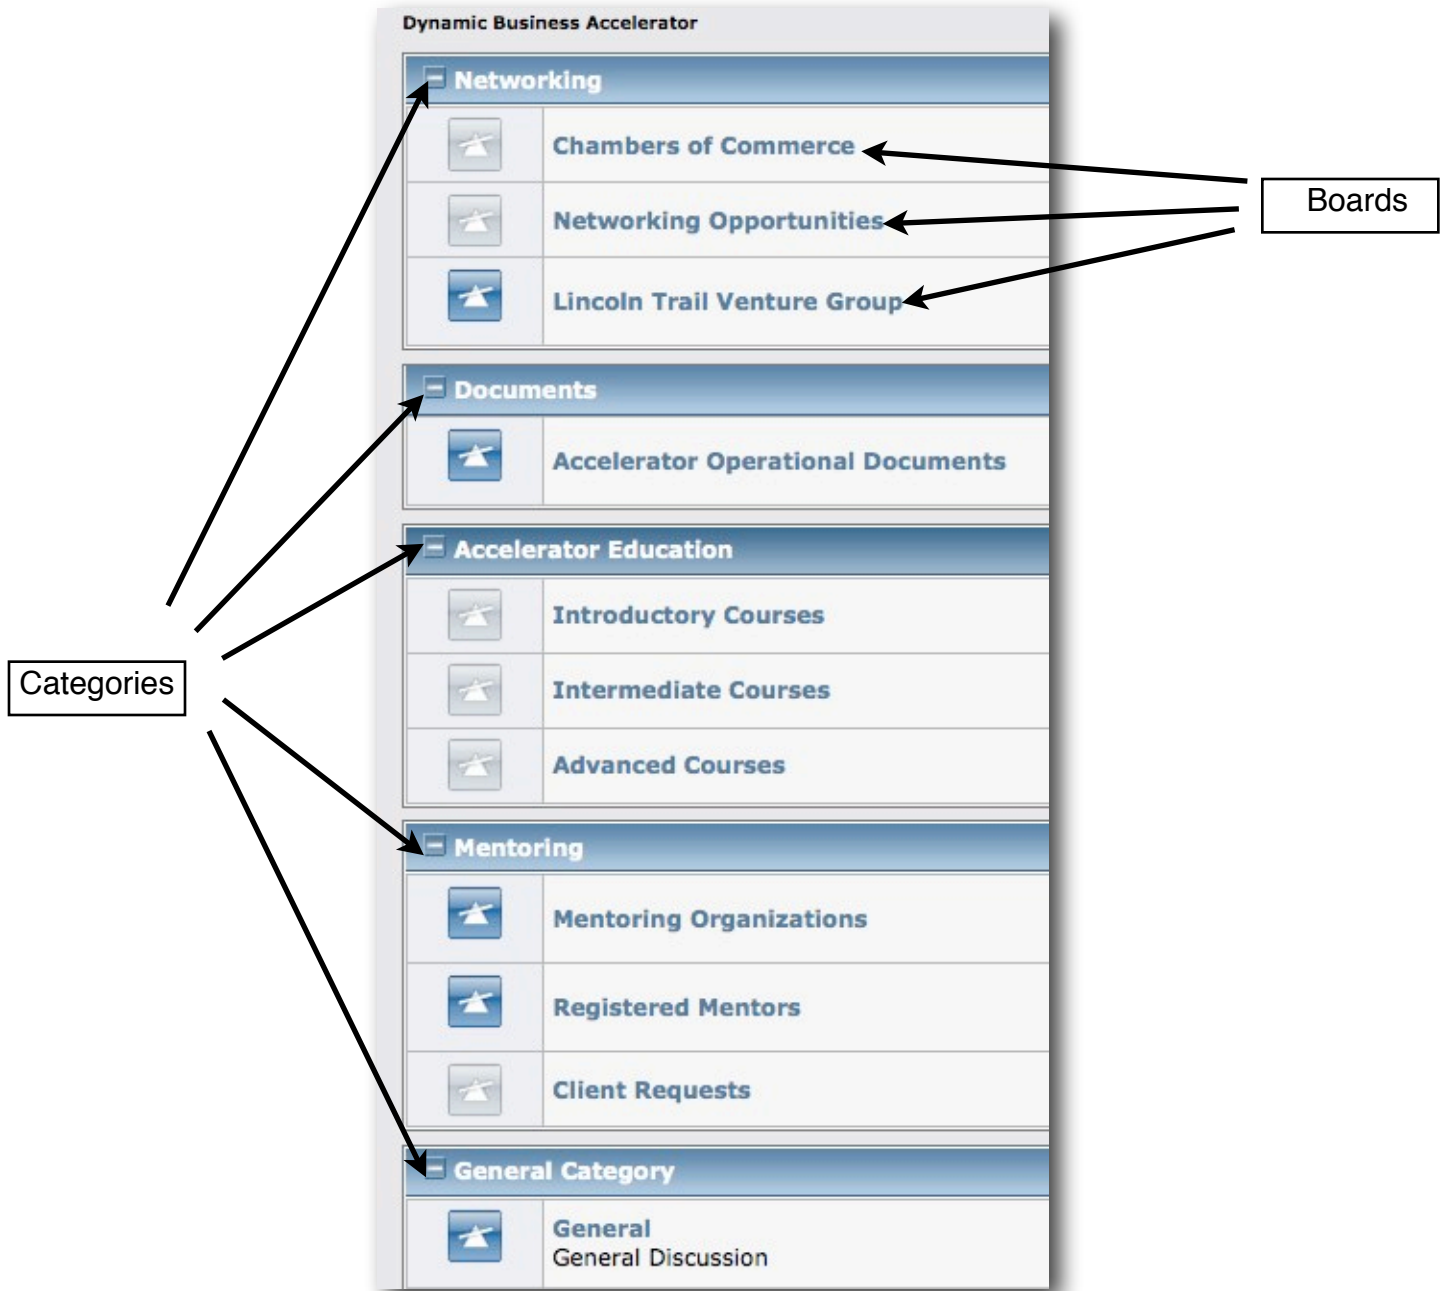 Dynamic Business Accelerator
Networking
Chambers of Commerce
Boards
Networking Opportunities
Lincoln Trail Venture Group
Documents
Accelerator Operational Documents
Accelerator Education
Introductory Courses
Categories
Intermediate Courses
Advanced Courses
Mentoring
Mentoring Organizations
Registered Mentors
Client Requests
General Category
General
General Discussion